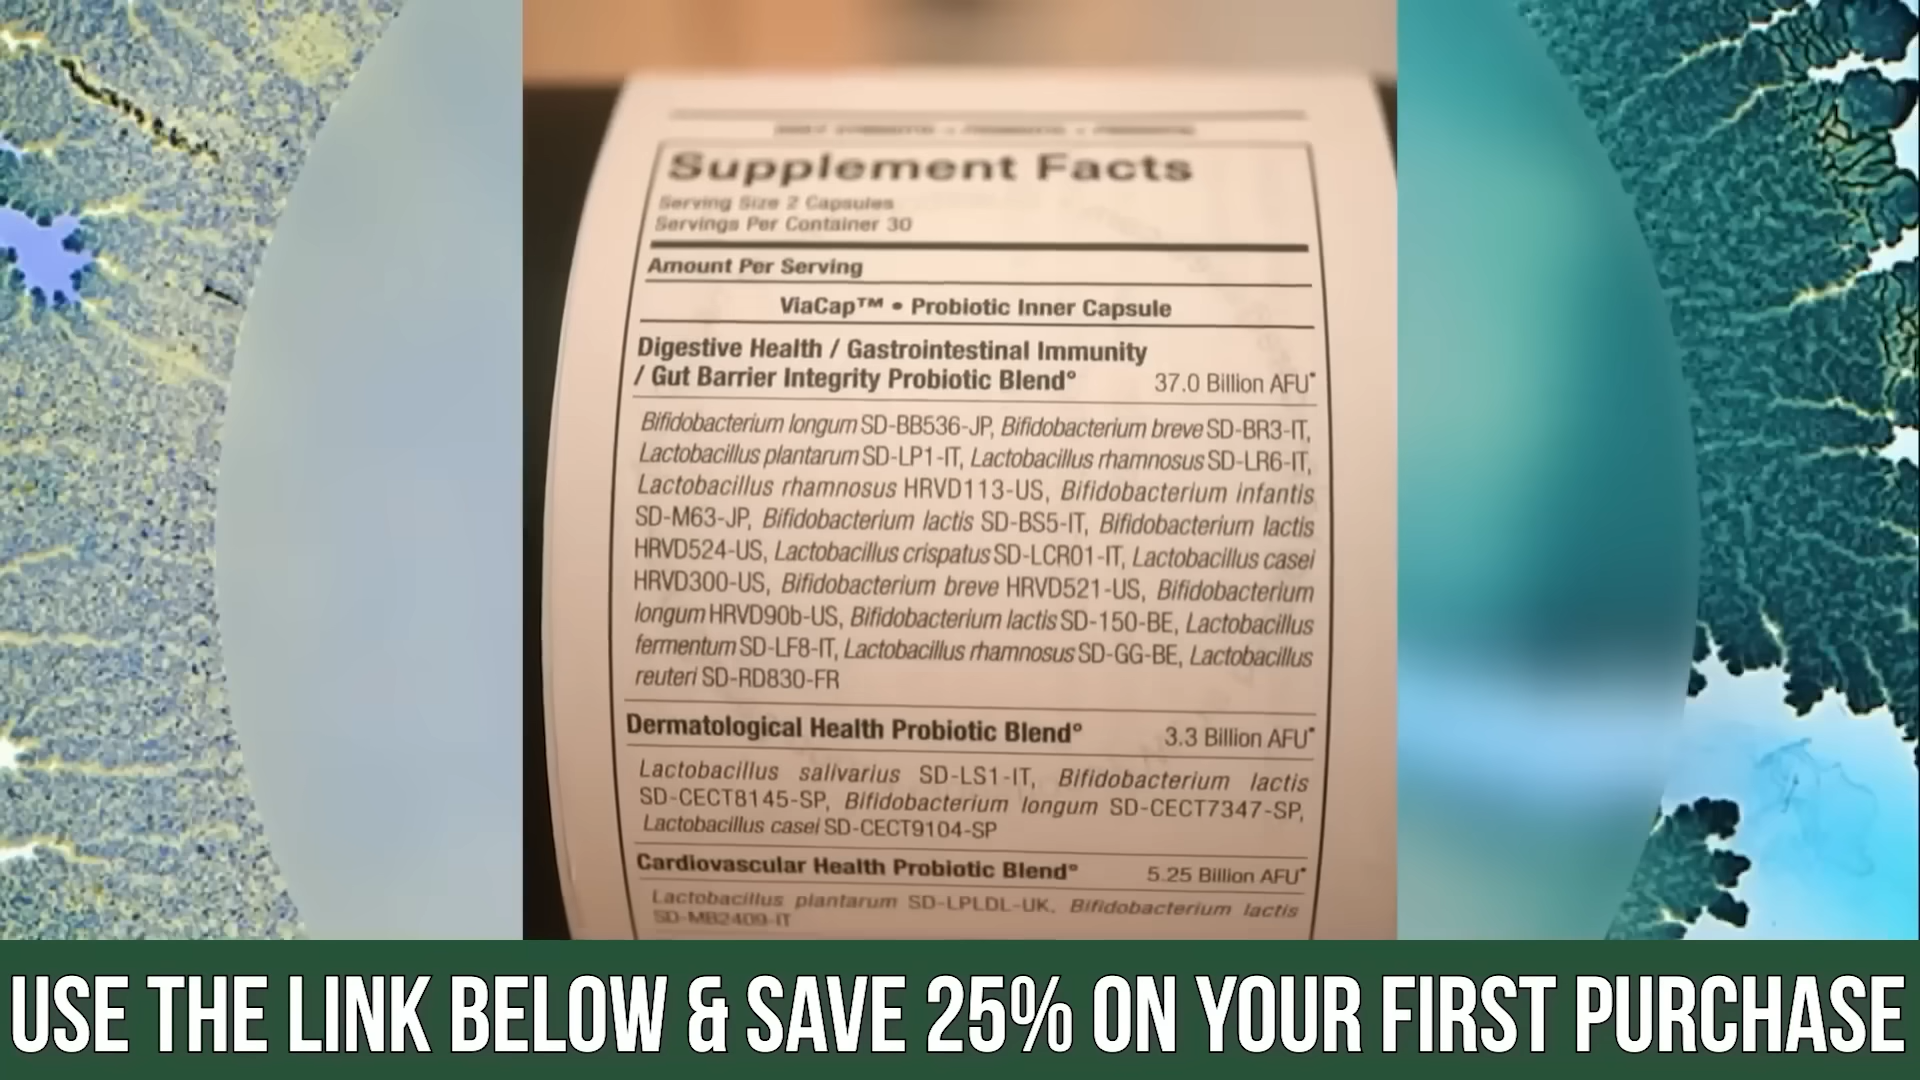 Supplement Facts
Serving Size 2 Capsules
Servings Per Container 30
Amount Per Serving
ViaCap™ • Probiotic Inner Capsule
Digestive Health / Gastrointestinal Immunity
/ Gut Barrier Integrity Probiotic Blend° 37.0 Billion AFU*
Bifidobacterium longum SD-BB536-JP, Bifidobacterium breve SD-BR3-IT,
Lactobacillus plantarum SD-LP1-IT, Lactobacillus rhamnosus SD-LR6-IT,
Lactobacillus rhamnosus HRVD113-US, Bifidobacterium infantis
SD-M63-JP, Bifidobacterium lactis SD-BS5-IT, Bifidobacterium lactis
HRVD524-US, Lactobacillus crispatus SD-LCR01-IT, Lactobacillus casei
HRVD300-US, Bifidobacterium breve HRVD521-US, Bifidobacterium
longum HRVD90b-US, Bifidobacterium lactis SD-150-BE, Lactobacillus
fermentum SD-LF8-IT, Lactobacillus rhamnosus SD-GG-BE, Lactobacillus
reuteri SD-RD830-FR
Dermatological Health Probiotic Blend° 3.3 Billion AFU*
Lactobacillus salivarius SD-LS1-IT, Bifidobacterium lactis
SD-CECT8145-SP, Bifidobacterium longum SD-CECT7347-SP,
Lactobacillus casei SD-CECT9104-SP
Cardiovascular Health Probiotic Blend° 5.25 Billion AFU*
Lactobacillus plantarum SD-LPLDL-UK, Bifidobacterium lactis
SD-MB2409-IT
USE THE LINK BELOW & SAVE 25% ON YOUR FIRST PURCHASE